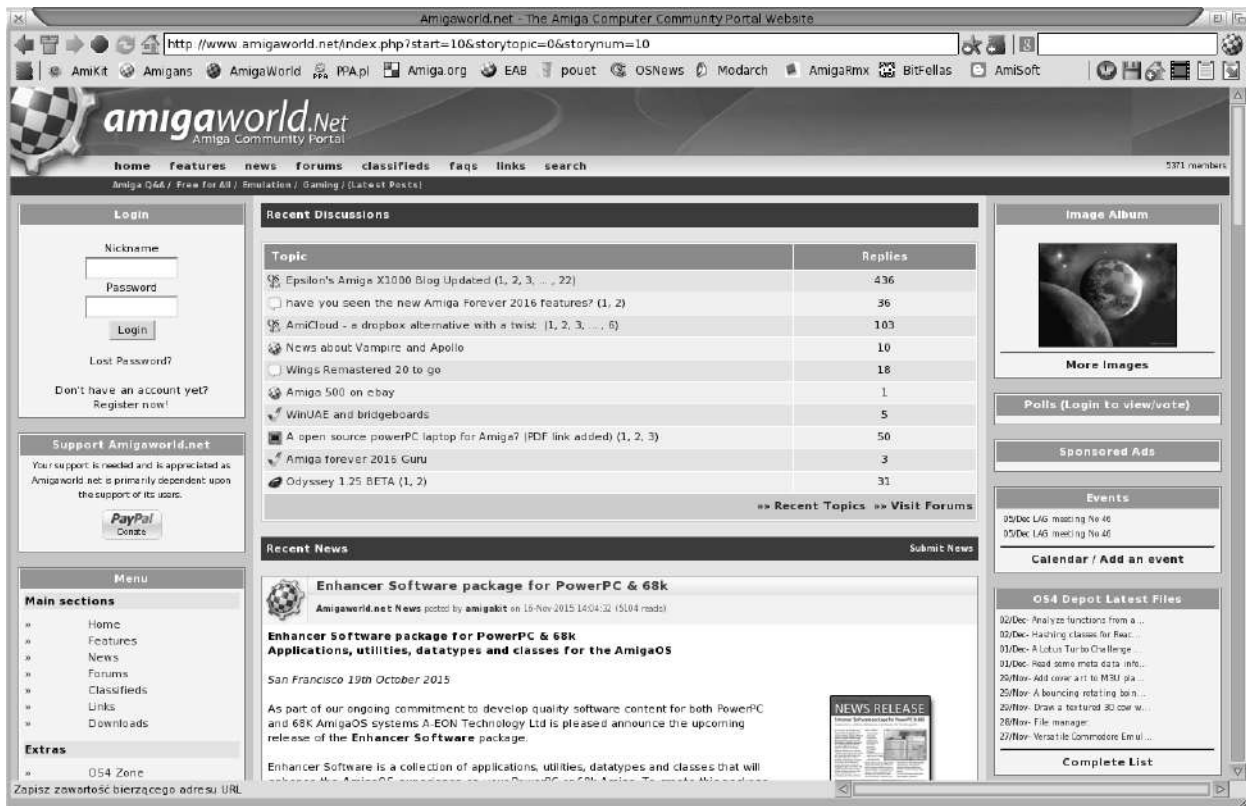 Amigaworld.net - The Amiga Computer Community Portal Website
http://www.amigaworld.net/index.php?start=10&storytopic=0&storynum=10
AmiKit Amigans AmigaWorld PPA.pl Amiga.org EAB pouet OSNews Modarch AmigaRmx BitFellas AmiSoft
amigaworld.Net
Amiga Community Portal
home features news forums classifieds faqs links search
5371 members
Amiga Q&A / Free for All / Emulation / Gaming / (Latest Posts)
Login
Nickname
Password
Login
Lost Password?
Don't have an account yet?
Register now!
Support Amigaworld.net
Your support is needed and is appreciated as
Amigaworld.net is primarily dependent upon
the support of its users.
PayPal
Donate
Menu
Main sections
» Home
» Features
» News
» Forums
» Classifieds
» Links
» Downloads
Extras
» OS4 Zone
Recent Discussions
Topic Replies
Epsilon's Amiga X1000 Blog Updated (1, 2, 3, ... , 22) 436
have you seen the new Amiga Forever 2016 features? (1, 2) 36
AmiCloud - a dropbox alternative with a twist (1, 2, 3, ... , 6) 103
News about Vampire and Apollo 10
Wings Remastered 20 to go 18
Amiga 500 on ebay 1
WinUAE and bridgeboards 5
A open source powerPC laptop for Amiga? (PDF link added) (1, 2, 3) 50
Amiga forever 2016 Guru 3
Odyssey 1.25 BETA (1, 2) 31
»» Recent Topics »» Visit Forums
Recent News Submit News
Enhancer Software package for PowerPC & 68k
Amigaworld.net News posted by amigakit on 16-Nov-2015 14:04:32 (5104 reads)
Enhancer Software package for PowerPC & 68k
Applications, utilities, datatypes and classes for the AmigaOS
San Francisco 19th October 2015
As part of our ongoing commitment to develop quality software content for both PowerPC
and 68K AmigaOS systems A-EON Technology Ltd is pleased announce the upcoming
release of the Enhancer Software package.
Enhancer Software is a collection of applications, utilities, datatypes and classes that will
NEWS RELEASE
Image Album
More Images
Polls (Login to view/vote)
Sponsored Ads
Events
05/Dec LAG meeting No 46
05/Dec LAG meeting No 46
Calendar / Add an event
OS4 Depot Latest Files
02/Dec- Analyze functions from a ...
02/Dec- Hashing classes for Reac...
01/Dec- A Lotus Turbo Challenge ...
01/Dec- Read some meta data info...
29/Nov- Add cover art to M3U pla...
29/Nov- A bouncing rotating boin...
29/Nov- Draw a textured 3D cow w...
28/Nov- File manager
27/Nov- Versatile Commodore Emul...
Complete List
Zapisz zawartość bierzącego adresu URL